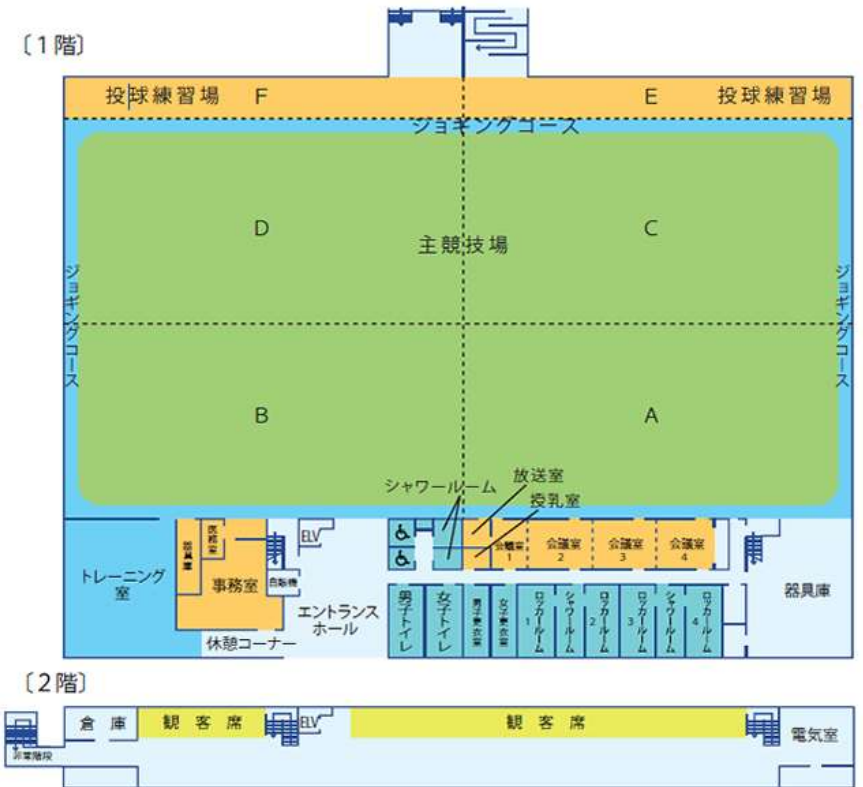 〔1階〕
投球練習場 F
E 投球練習場
ジョギングコース
D
C
主競技場
ジョギングコース
ジョギングコース
B
A
シャワールーム
放送室
授乳室
トレーニング
室
器具庫
医務室
事務室
ELV
自販機
休憩コーナー
エントランス
ホール
会議室
1
会議室
2
会議室
3
会議室
4
器具庫
男子トイレ
女子トイレ
男子更衣室
女子更衣室
ロッカールーム
1
シャワールーム
ロッカールーム
2
ロッカールーム
3
シャワールーム
ロッカールーム
4
〔2階〕
倉庫
観客席
ELV
観客席
電気室
非常階段